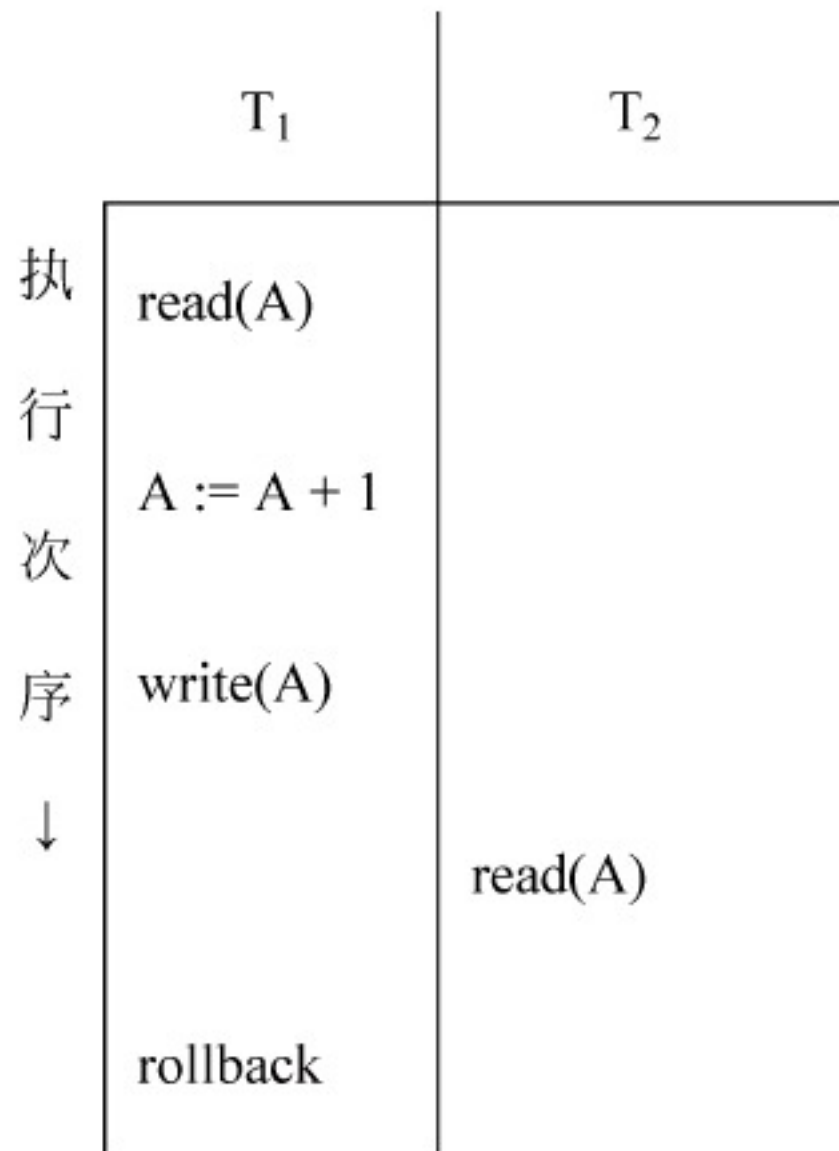 T₁ T₂
执行次序↓
read(A)
A := A + 1
write(A)
read(A)
rollback